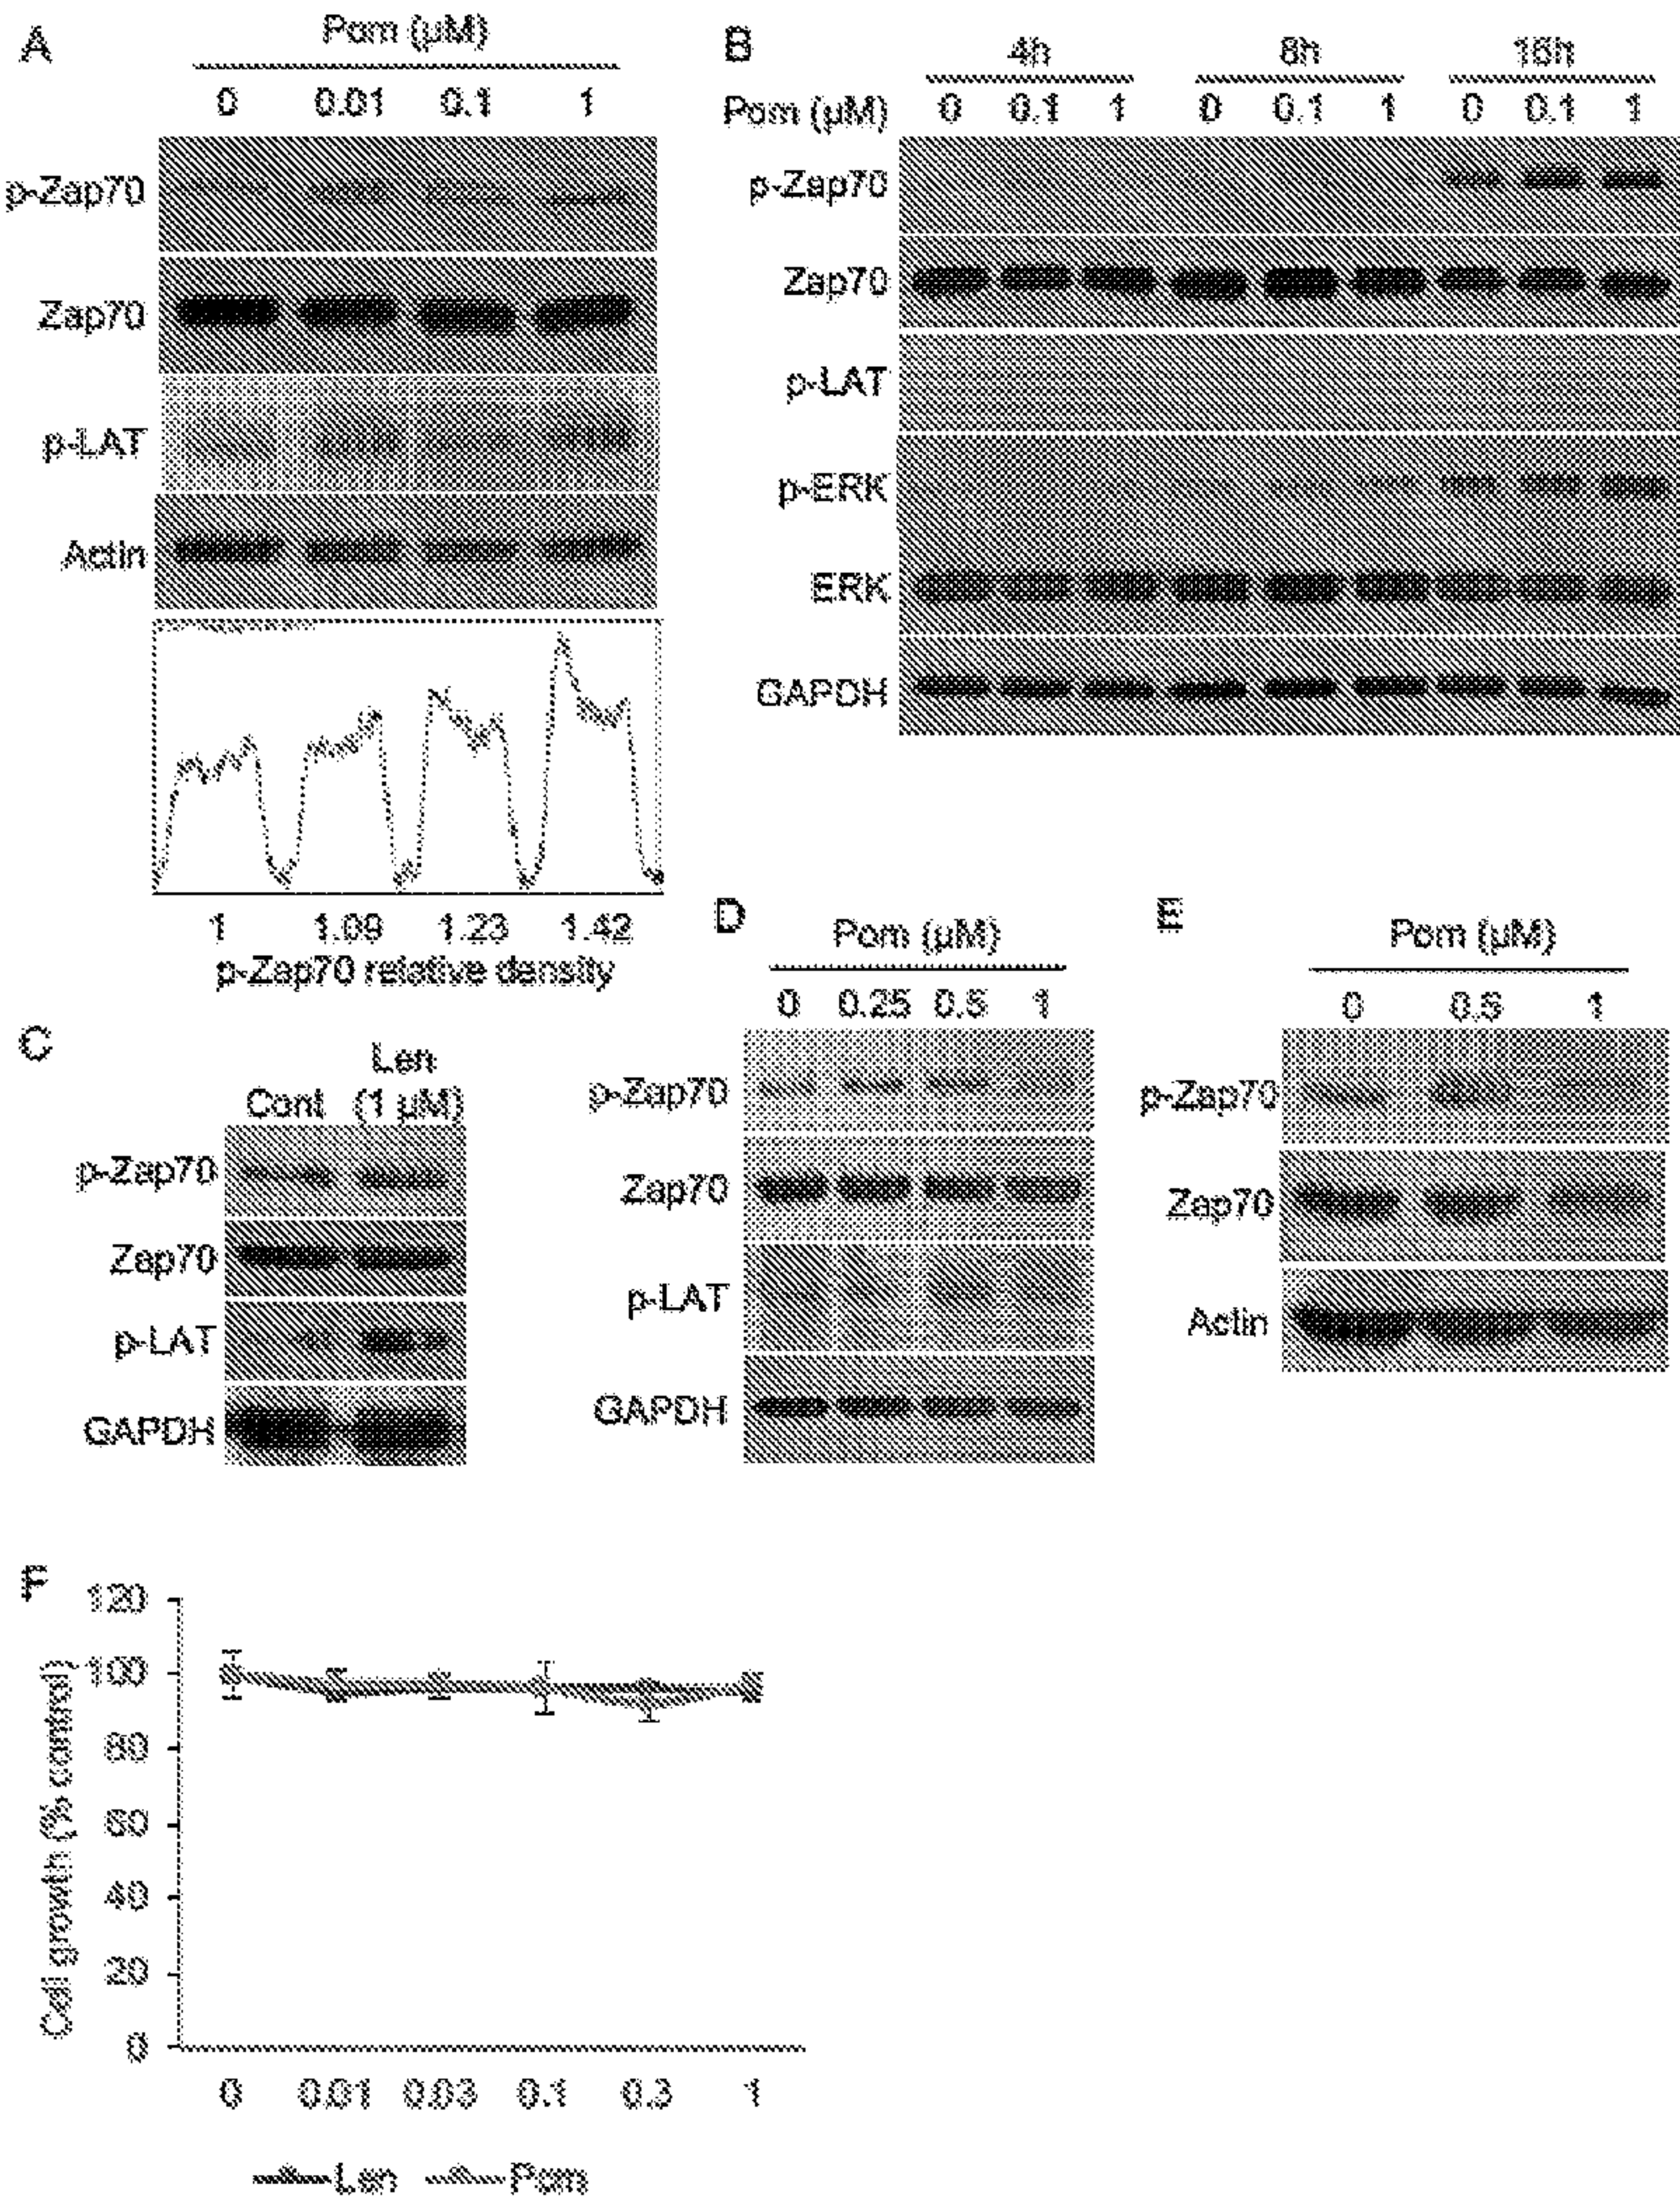 A
Pom (µM)
0 0.01 0.1 1
p-Zap70
Zap70
p-LAT
Actin
1 1.09 1.23 1.42
p-Zap70 relative density
B
4h 8h 16h
Pom (µM) 0 0.1 1 0 0.1 1 0 0.1 1
p-Zap70
Zap70
p-LAT
p-ERK
ERK
GAPDH
C
Len
Cont (1 µM)
p-Zap70
Zap70
p-LAT
GAPDH
D
Pom (µM)
0 0.25 0.5 1
p-Zap70
Zap70
p-LAT
GAPDH
E
Pom (µM)
0 0.5 1
p-Zap70
Zap70
Actin
F
Cell growth (% control)
120
100
80
60
40
20
0
0 0.01 0.03 0.1 0.3 1
Len Pom